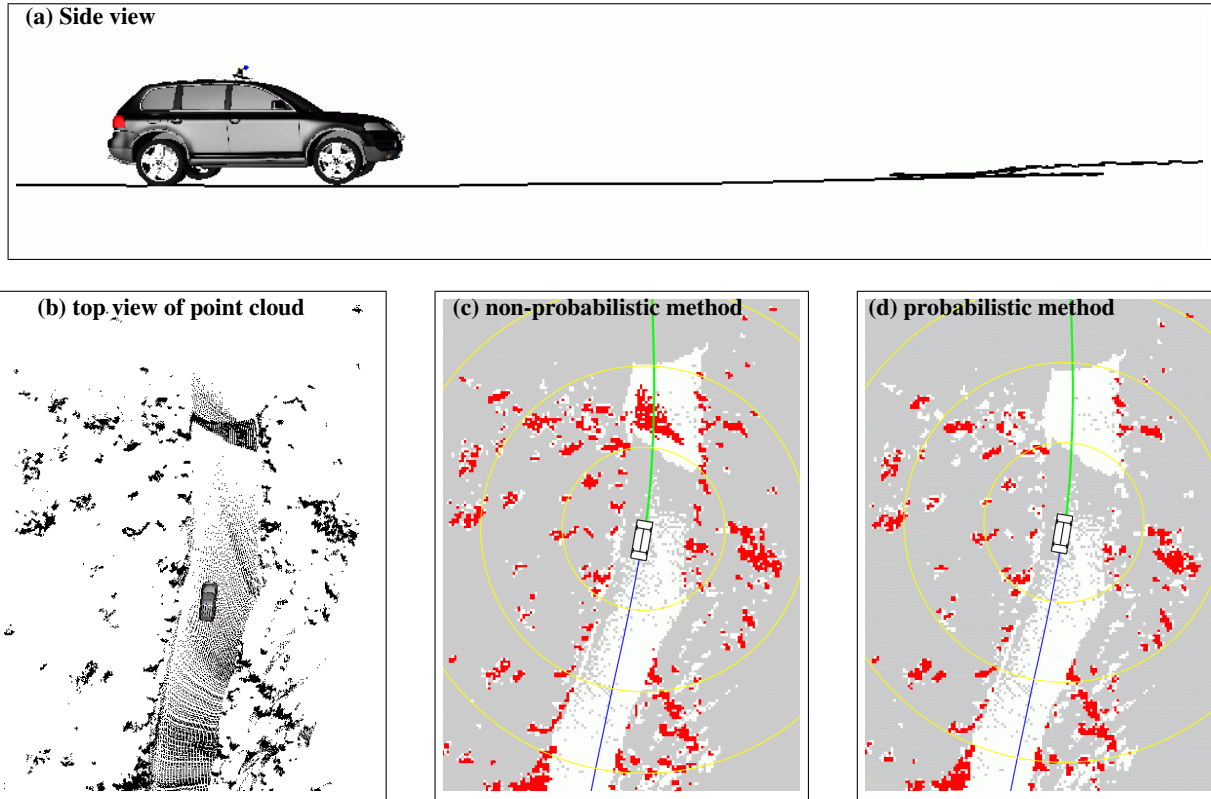 (a) Side view
(b) top view of point cloud
(c) non-probabilistic method
(d) probabilistic method